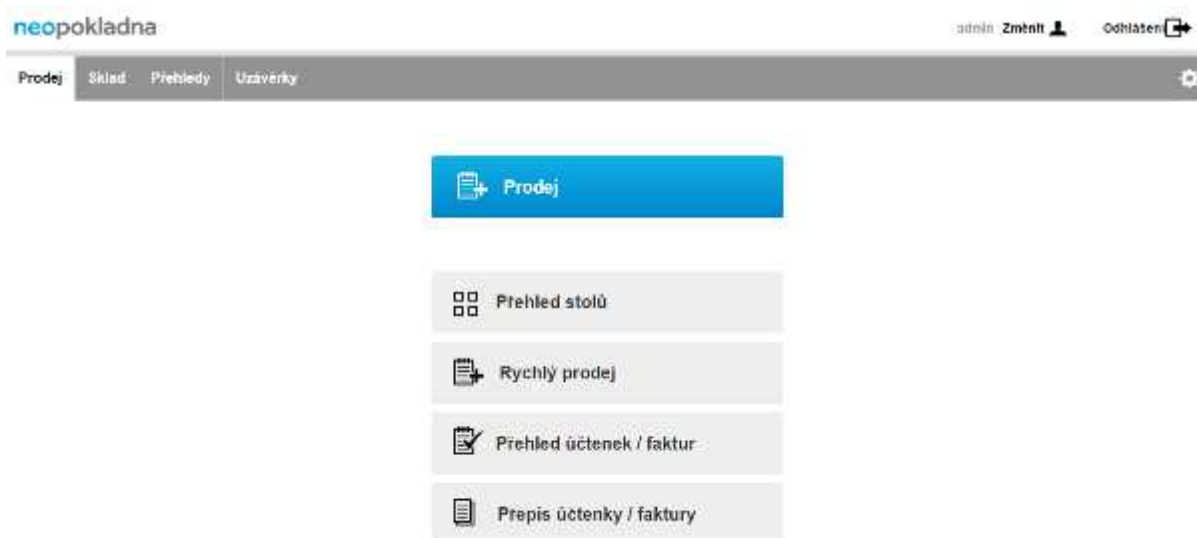 neopokladna
admin Změnit Odhlášení
Prodej Sklad Přehledy Uzávěrky
Prodej
Přehled stolů
Rychlý prodej
Přehled účtenek / faktur
Prepis účtenky / faktury